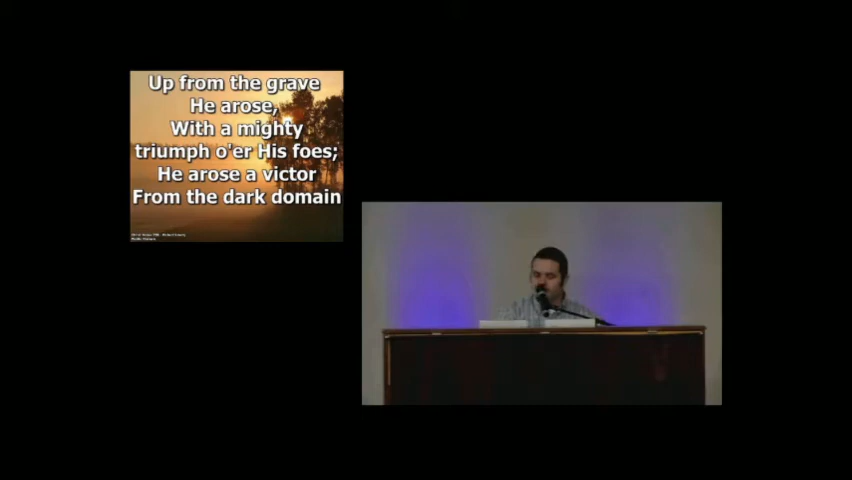 Up from the grave
He arose,
With a mighty
triumph o'er His foes;
He arose a victor
From the dark domain